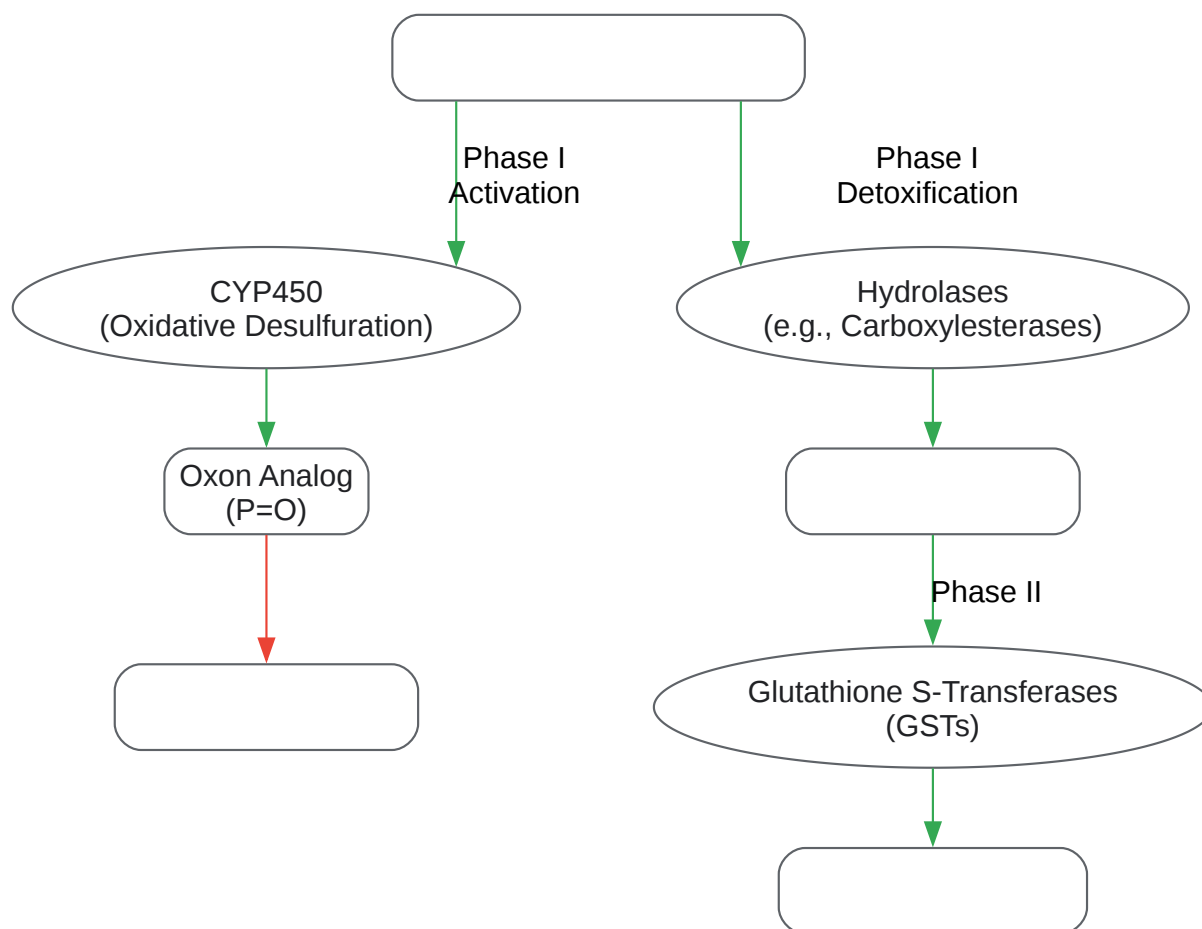 Phase I
Activation
Phase I
Detoxification
CYP450
(Oxidative Desulfuration)
Hydrolases
(e.g., Carboxylesterases)
Oxon Analog
(P=O)
Phase II
Glutathione S-Transferases
(GSTs)